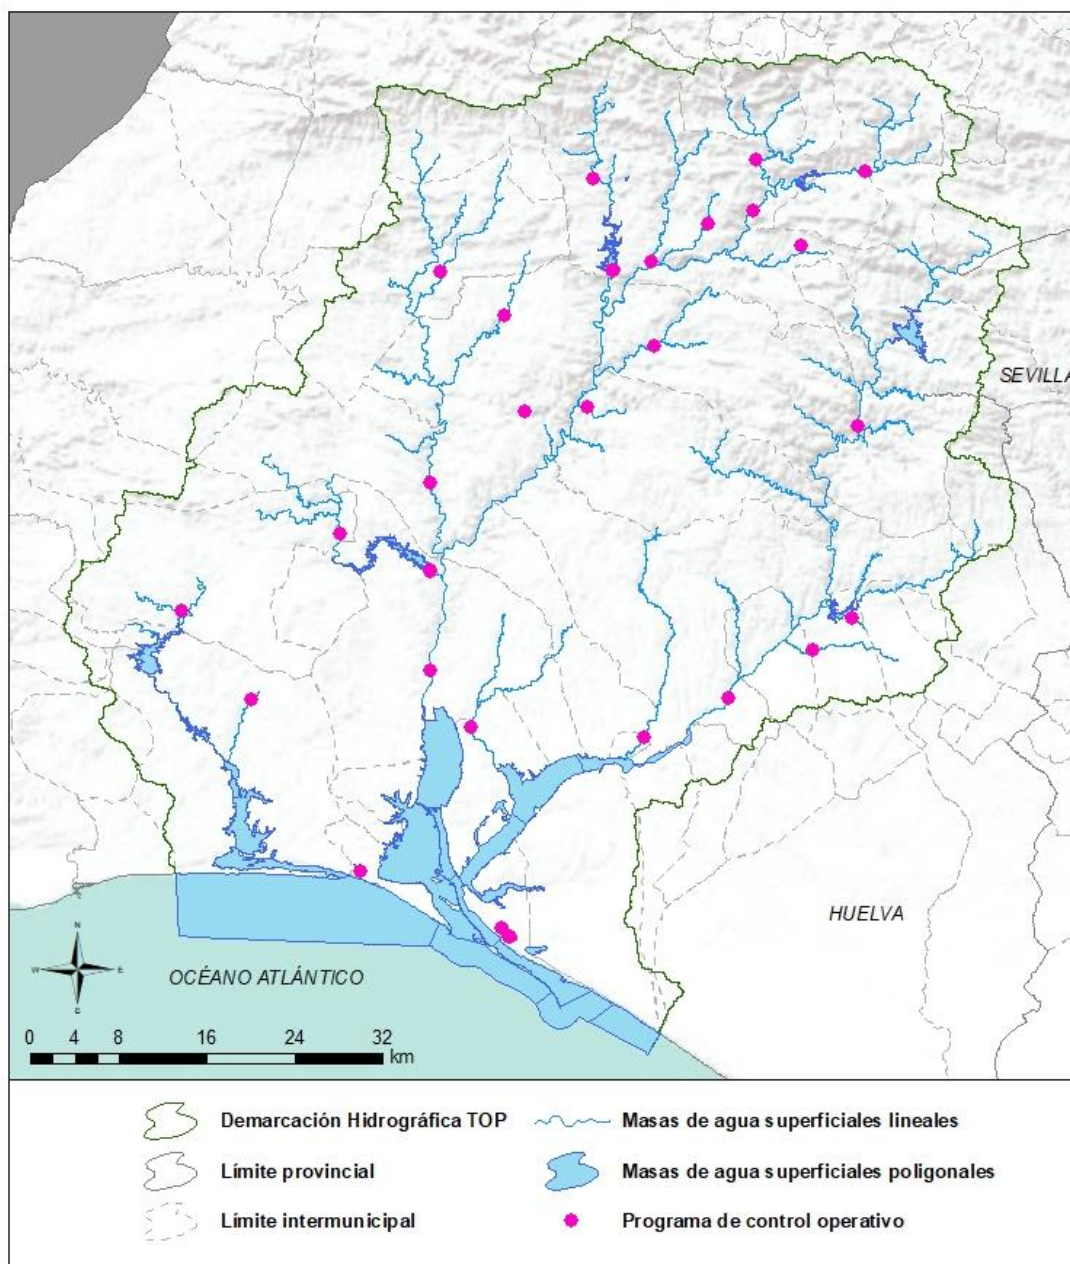 SEVILLA
HUELVA
N
W E
S
OCÉANO ATLÁNTICO
0 4 8 16 24 32
km
Demarcación Hidrográfica TOP
Masas de agua superficiales lineales
Límite provincial
Masas de agua superficiales poligonales
Límite intermunicipal
Programa de control operativo